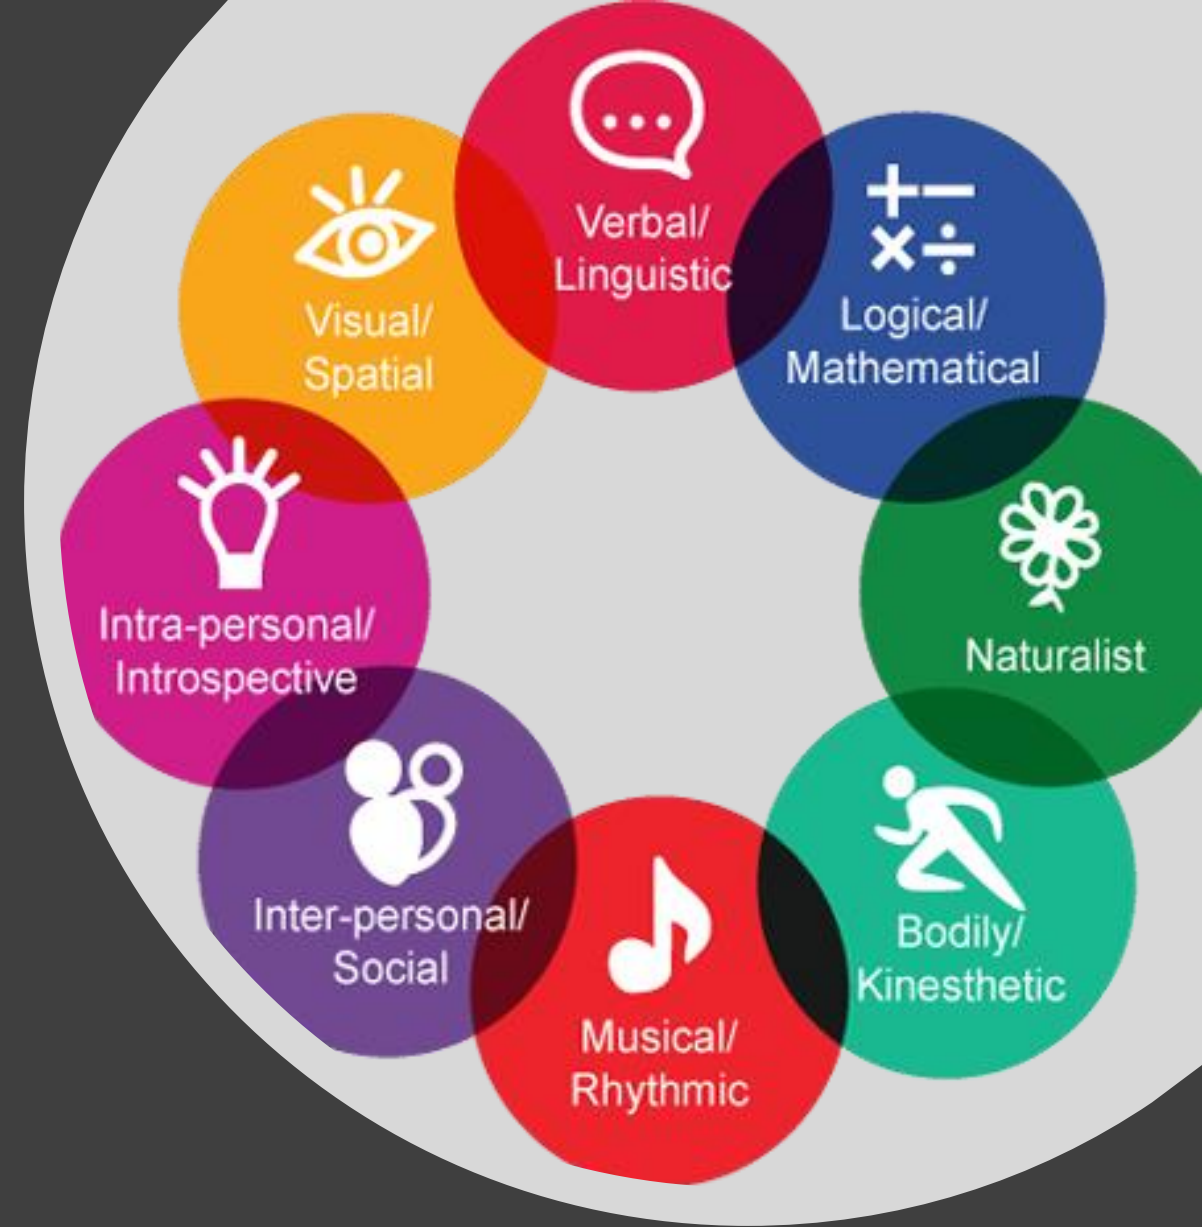 Verbal/
Linguistic
Logical/
Mathematical
Naturalist
Bodily/
Kinesthetic
Musical/
Rhythmic
Inter-personal/
Social
Intra-personal/
Introspective
Visual/
Spatial